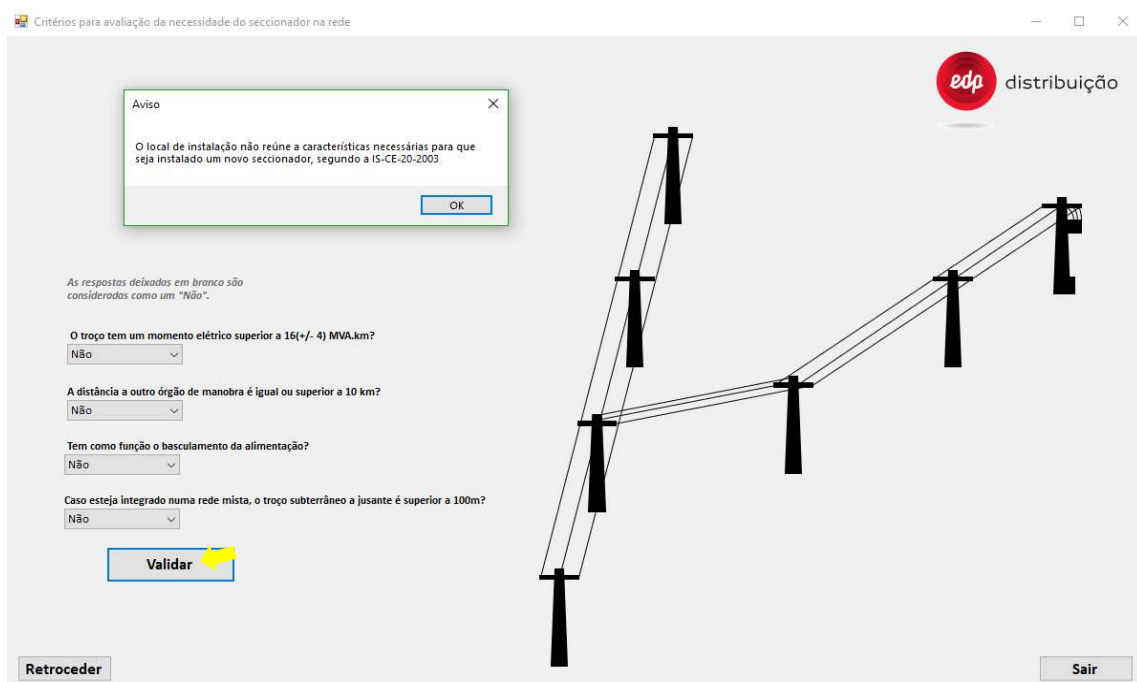 Critérios para avaliação da necessidade do seccionador na rede
edp distribuição
Aviso
O local de instalação não reúne a características necessárias para que
seja instalado um novo seccionador, segundo a IS-CE-20-2003
OK
As respostas deixadas em branco são
consideradas como um "Não".
O troço tem um momento elétrico superior a 16(+/- 4) MVA.km?
Não
A distância a outro órgão de manobra é igual ou superior a 10 km?
Não
Tem como função o basculamento da alimentação?
Não
Caso esteja integrado numa rede mista, o troço subterrâneo a jusante é superior a 100m?
Não
Validar
Retroceder
Sair